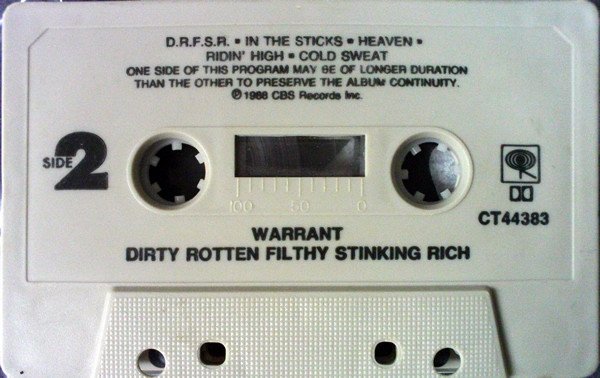 D.R.F.S.R. • IN THE STICKS • HEAVEN •
RIDIN' HIGH • COLD SWEAT
ONE SIDE OF THIS PROGRAM MAY BE OF LONGER DURATION
THAN THE OTHER TO PRESERVE THE ALBUM CONTINUITY.
℗ 1988 CBS Records Inc.
SIDE 2
100 50 0
CT44383
WARRANT
DIRTY ROTTEN FILTHY STINKING RICH